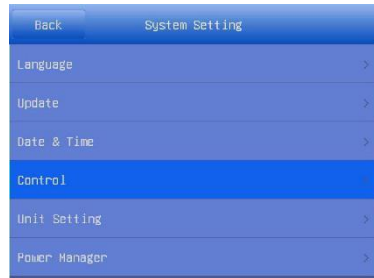 Back System Setting
Language
Update
Date & Time
Control
Unit Setting
Power Manager